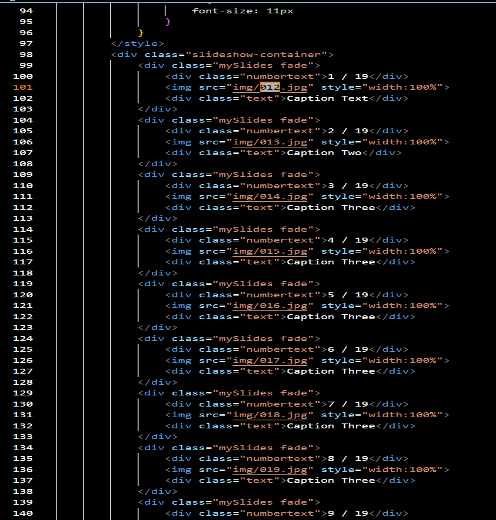 94 font-size: 11px
95 }
96 }
97 </style>
98 <div class="slideshow-container">
99 <div class="mySlides fade">
100 <div class="numbertext">1 / 19</div>
101 <img src="img/012.jpg" style="width:100%">
102 <div class="text">Caption Text</div>
103 </div>
104 <div class="mySlides fade">
105 <div class="numbertext">2 / 19</div>
106 <img src="img/013.jpg" style="width:100%">
107 <div class="text">Caption Two</div>
108 </div>
109 <div class="mySlides fade">
110 <div class="numbertext">3 / 19</div>
111 <img src="img/014.jpg" style="width:100%">
112 <div class="text">Caption Three</div>
113 </div>
114 <div class="mySlides fade">
115 <div class="numbertext">4 / 19</div>
116 <img src="img/015.jpg" style="width:100%">
117 <div class="text">Caption Three</div>
118 </div>
119 <div class="mySlides fade">
120 <div class="numbertext">5 / 19</div>
121 <img src="img/016.jpg" style="width:100%">
122 <div class="text">Caption Three</div>
123 </div>
124 <div class="mySlides fade">
125 <div class="numbertext">6 / 19</div>
126 <img src="img/017.jpg" style="width:100%">
127 <div class="text">Caption Three</div>
128 </div>
129 <div class="mySlides fade">
130 <div class="numbertext">7 / 19</div>
131 <img src="img/018.jpg" style="width:100%">
132 <div class="text">Caption Three</div>
133 </div>
134 <div class="mySlides fade">
135 <div class="numbertext">8 / 19</div>
136 <img src="img/019.jpg" style="width:100%">
137 <div class="text">Caption Three</div>
138 </div>
139 <div class="mySlides fade">
140 <div class="numbertext">9 / 19</div>